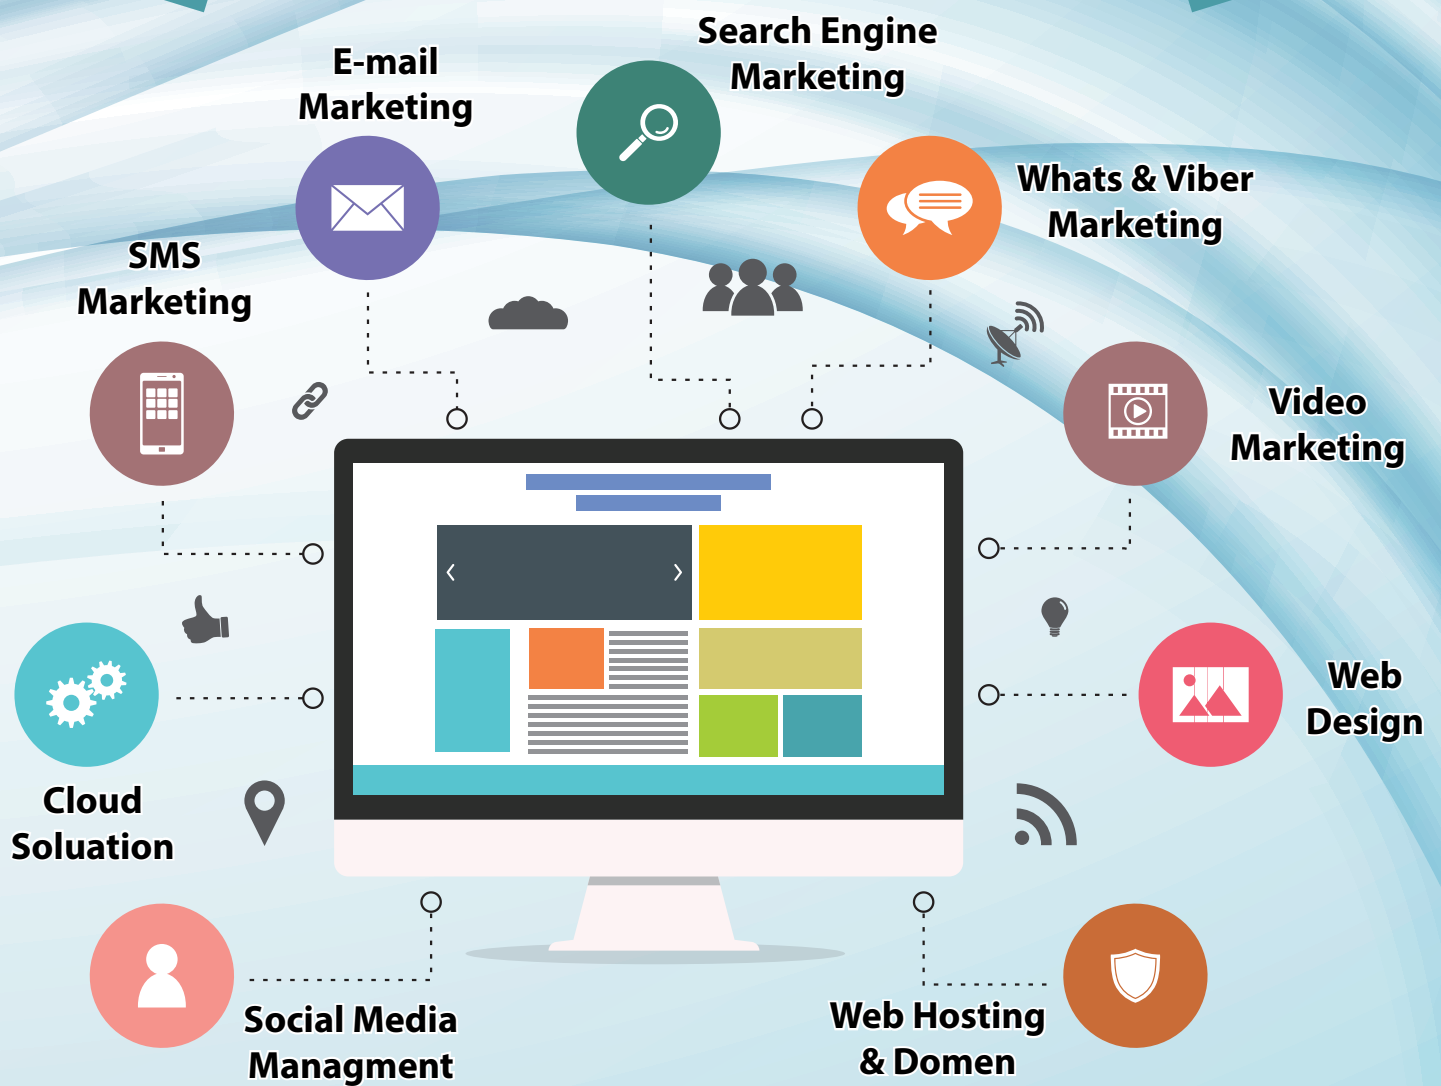 Search Engine
Marketing
E-mail
Marketing
Whats & Viber
Marketing
SMS
Marketing
Video
Marketing
Web
Design
Cloud
Soluation
Social Media
Managment
Web Hosting
& Domen